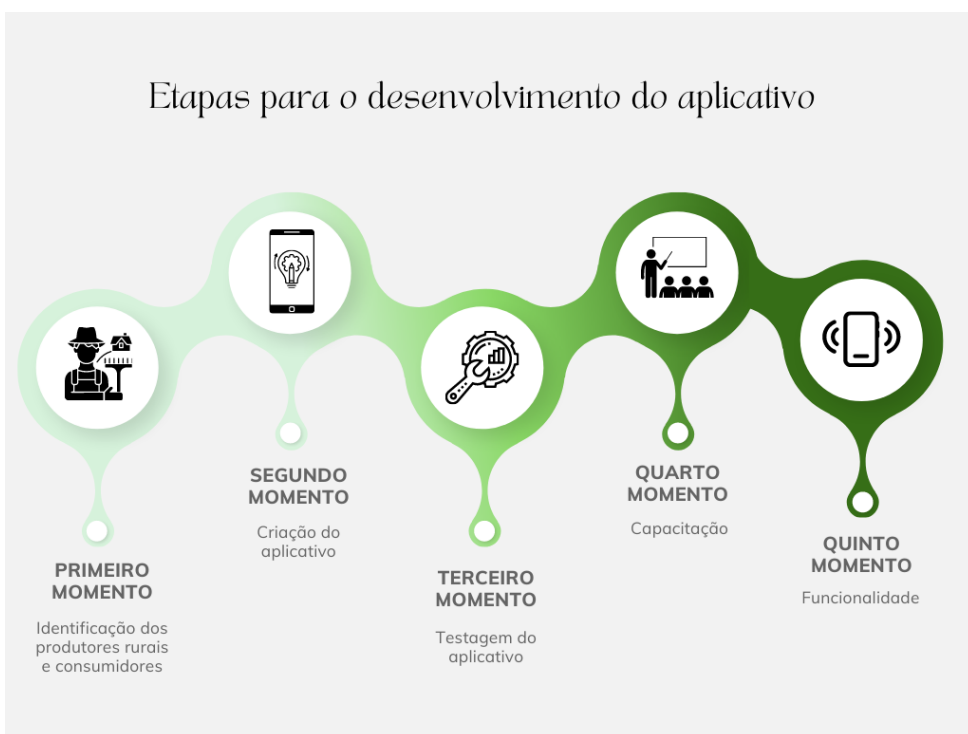 Etapas para o desenvolvimento do aplicativo
PRIMEIRO
MOMENTO
Identificação dos
produtores rurais
e consumidores
SEGUNDO
MOMENTO
Criação do
aplicativo
TERCEIRO
MOMENTO
Testagem do
aplicativo
QUARTO
MOMENTO
Capacitação
QUINTO
MOMENTO
Funcionalidade